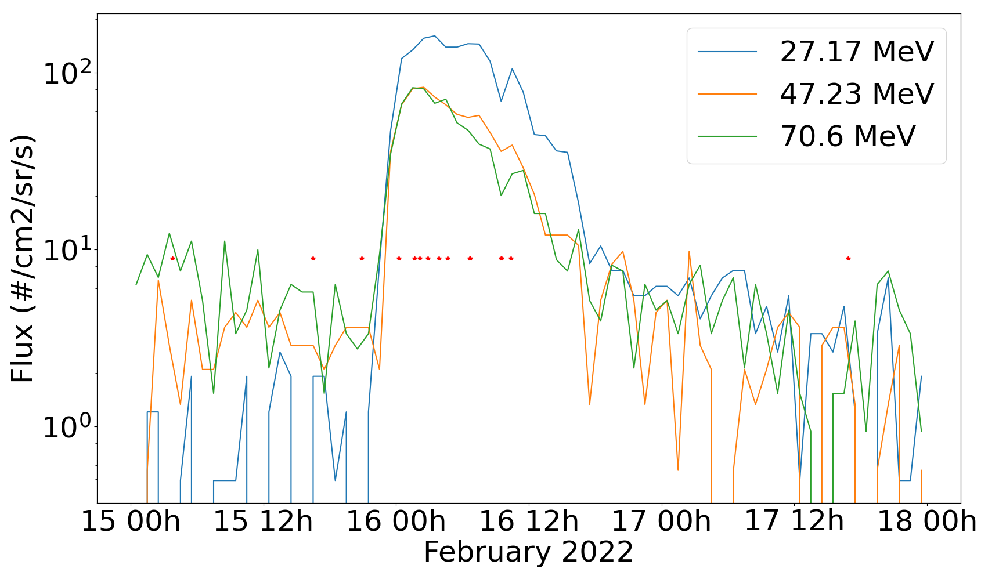 Flux (#/cm2/sr/s)
10²
10¹
10⁰
27.17 MeV
47.23 MeV
70.6 MeV
15 00h 15 12h 16 00h 16 12h 17 00h 17 12h 18 00h
February 2022